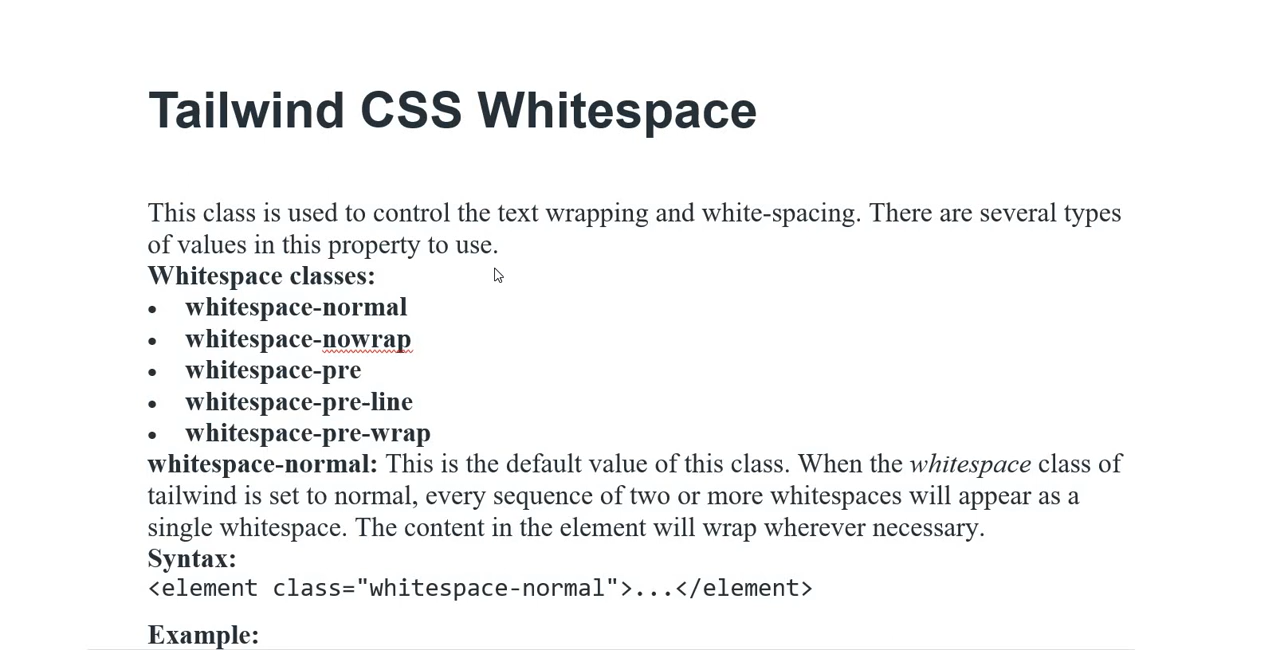 Tailwind CSS Whitespace
This class is used to control the text wrapping and white-spacing. There are several types
of values in this property to use.
Whitespace classes:
• whitespace-normal
• whitespace-nowrap
• whitespace-pre
• whitespace-pre-line
• whitespace-pre-wrap
whitespace-normal: This is the default value of this class. When the whitespace class of
tailwind is set to normal, every sequence of two or more whitespaces will appear as a
single whitespace. The content in the element will wrap wherever necessary.
Syntax:
<element class="whitespace-normal">...</element>
Example: